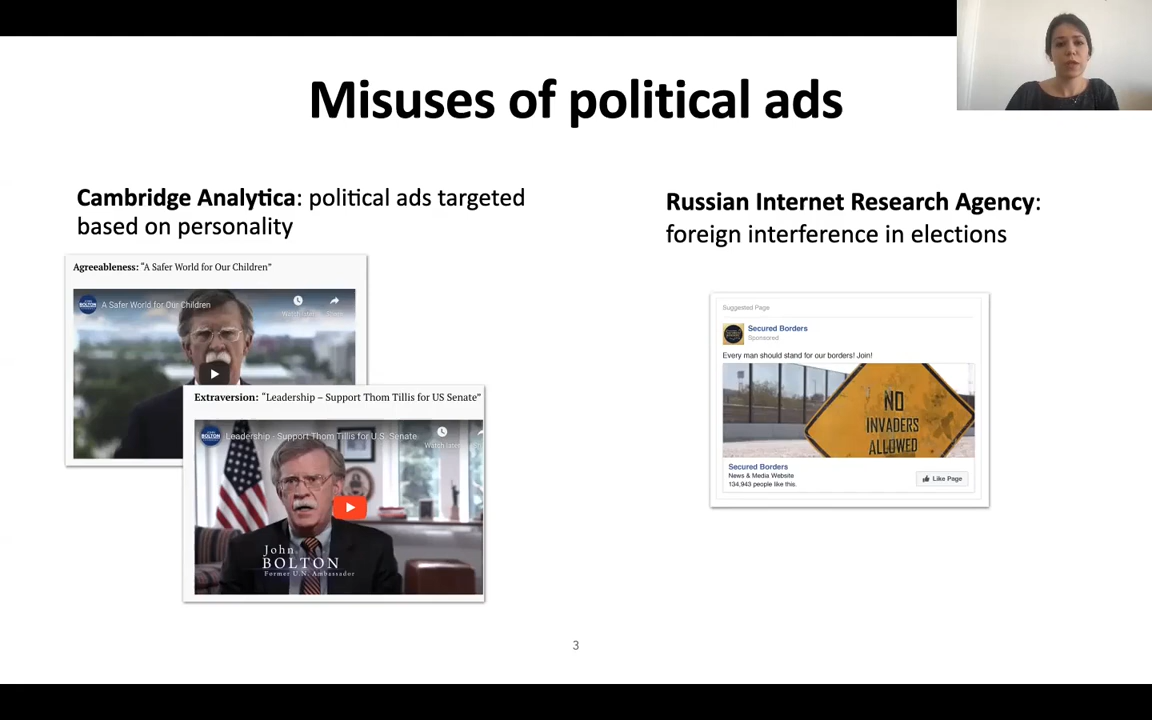 Misuses of political ads
Cambridge Analytica: political ads targeted
based on personality
Agreeableness: "A Safer World for Our Children"
A Safer World for Our Children
Extraversion: "Leadership – Support Thom Tillis for US Senate"
Leadership - Support Thom Tillis for U.S. Senate
Watch later
John
BOLTON
Former U.N. Ambassador
Russian Internet Research Agency:
foreign interference in elections
Suggested Page
Secured Borders
Sponsored
Every man should stand for our borders! Join!
NO
INVADERS
ALLOWED
Secured Borders
News & Media Website
134,943 people like this.
Like Page
3